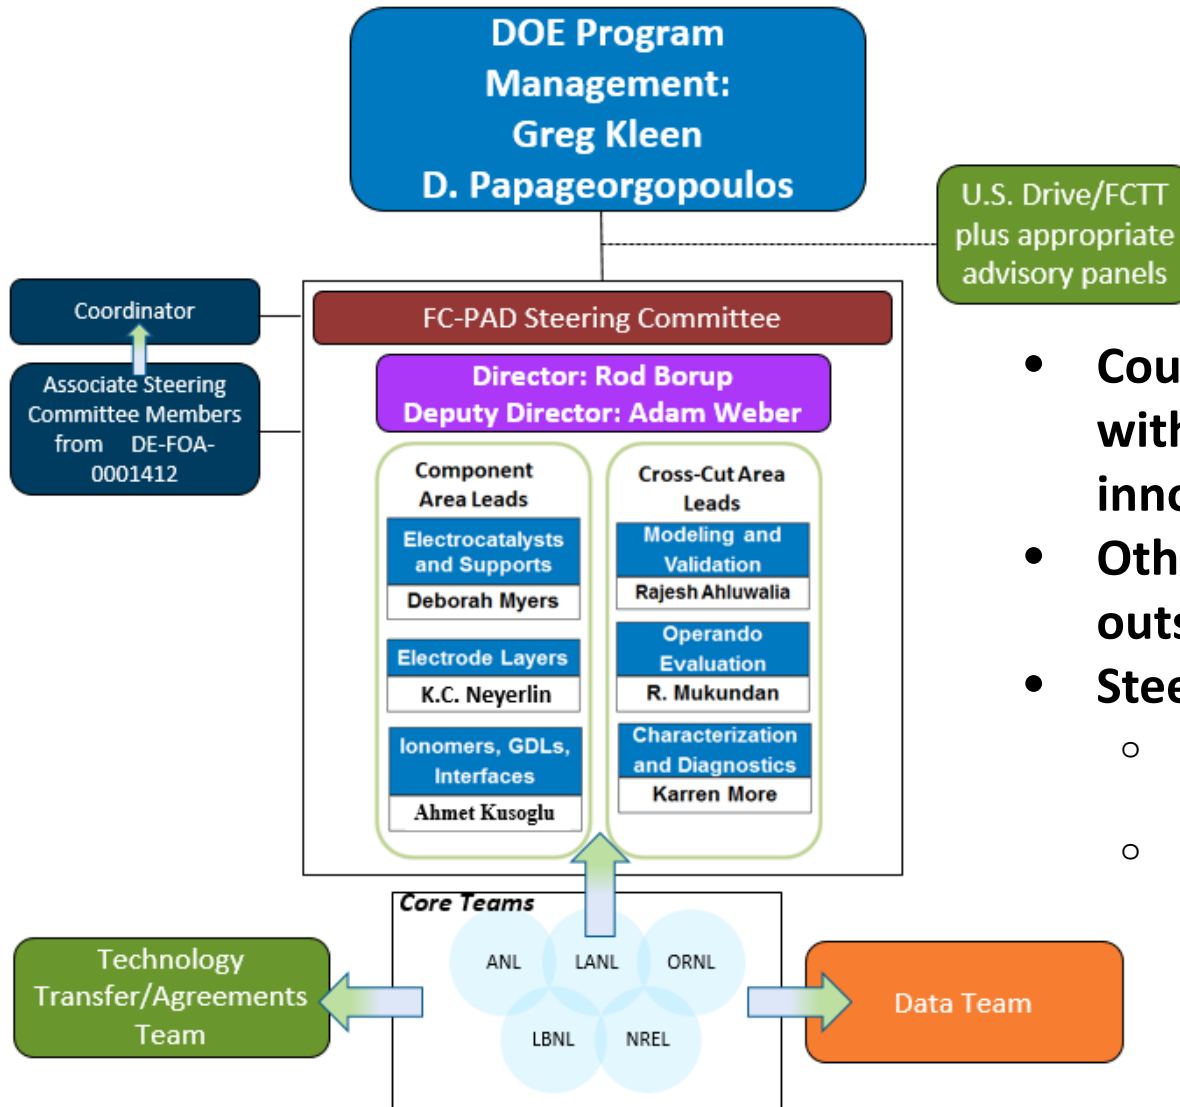 DOE Program
Management:
Greg Kleen
D. Papageorgopoulos
U.S. Drive/FCTT
plus appropriate
advisory panels
Coordinator
Associate Steering
Committee Members
from DE-FOA-
0001412
FC-PAD Steering Committee
Director: Rod Borup
Deputy Director: Adam Weber
Component
Area Leads
Electrocatalysts
and Supports
Deborah Myers
Electrode Layers
K.C. Neyerlin
Ionomers, GDLs,
Interfaces
Ahmet Kusoglu
Cross-Cut Area
Leads
Modeling and
Validation
Rajesh Ahluwalia
Operando
Evaluation
R. Mukundan
Characterization
and Diagnostics
Karren More
Core Teams
ANL
LANL
ORNL
LBNL
NREL
Technology
Transfer/Agreements
Team
Data Team